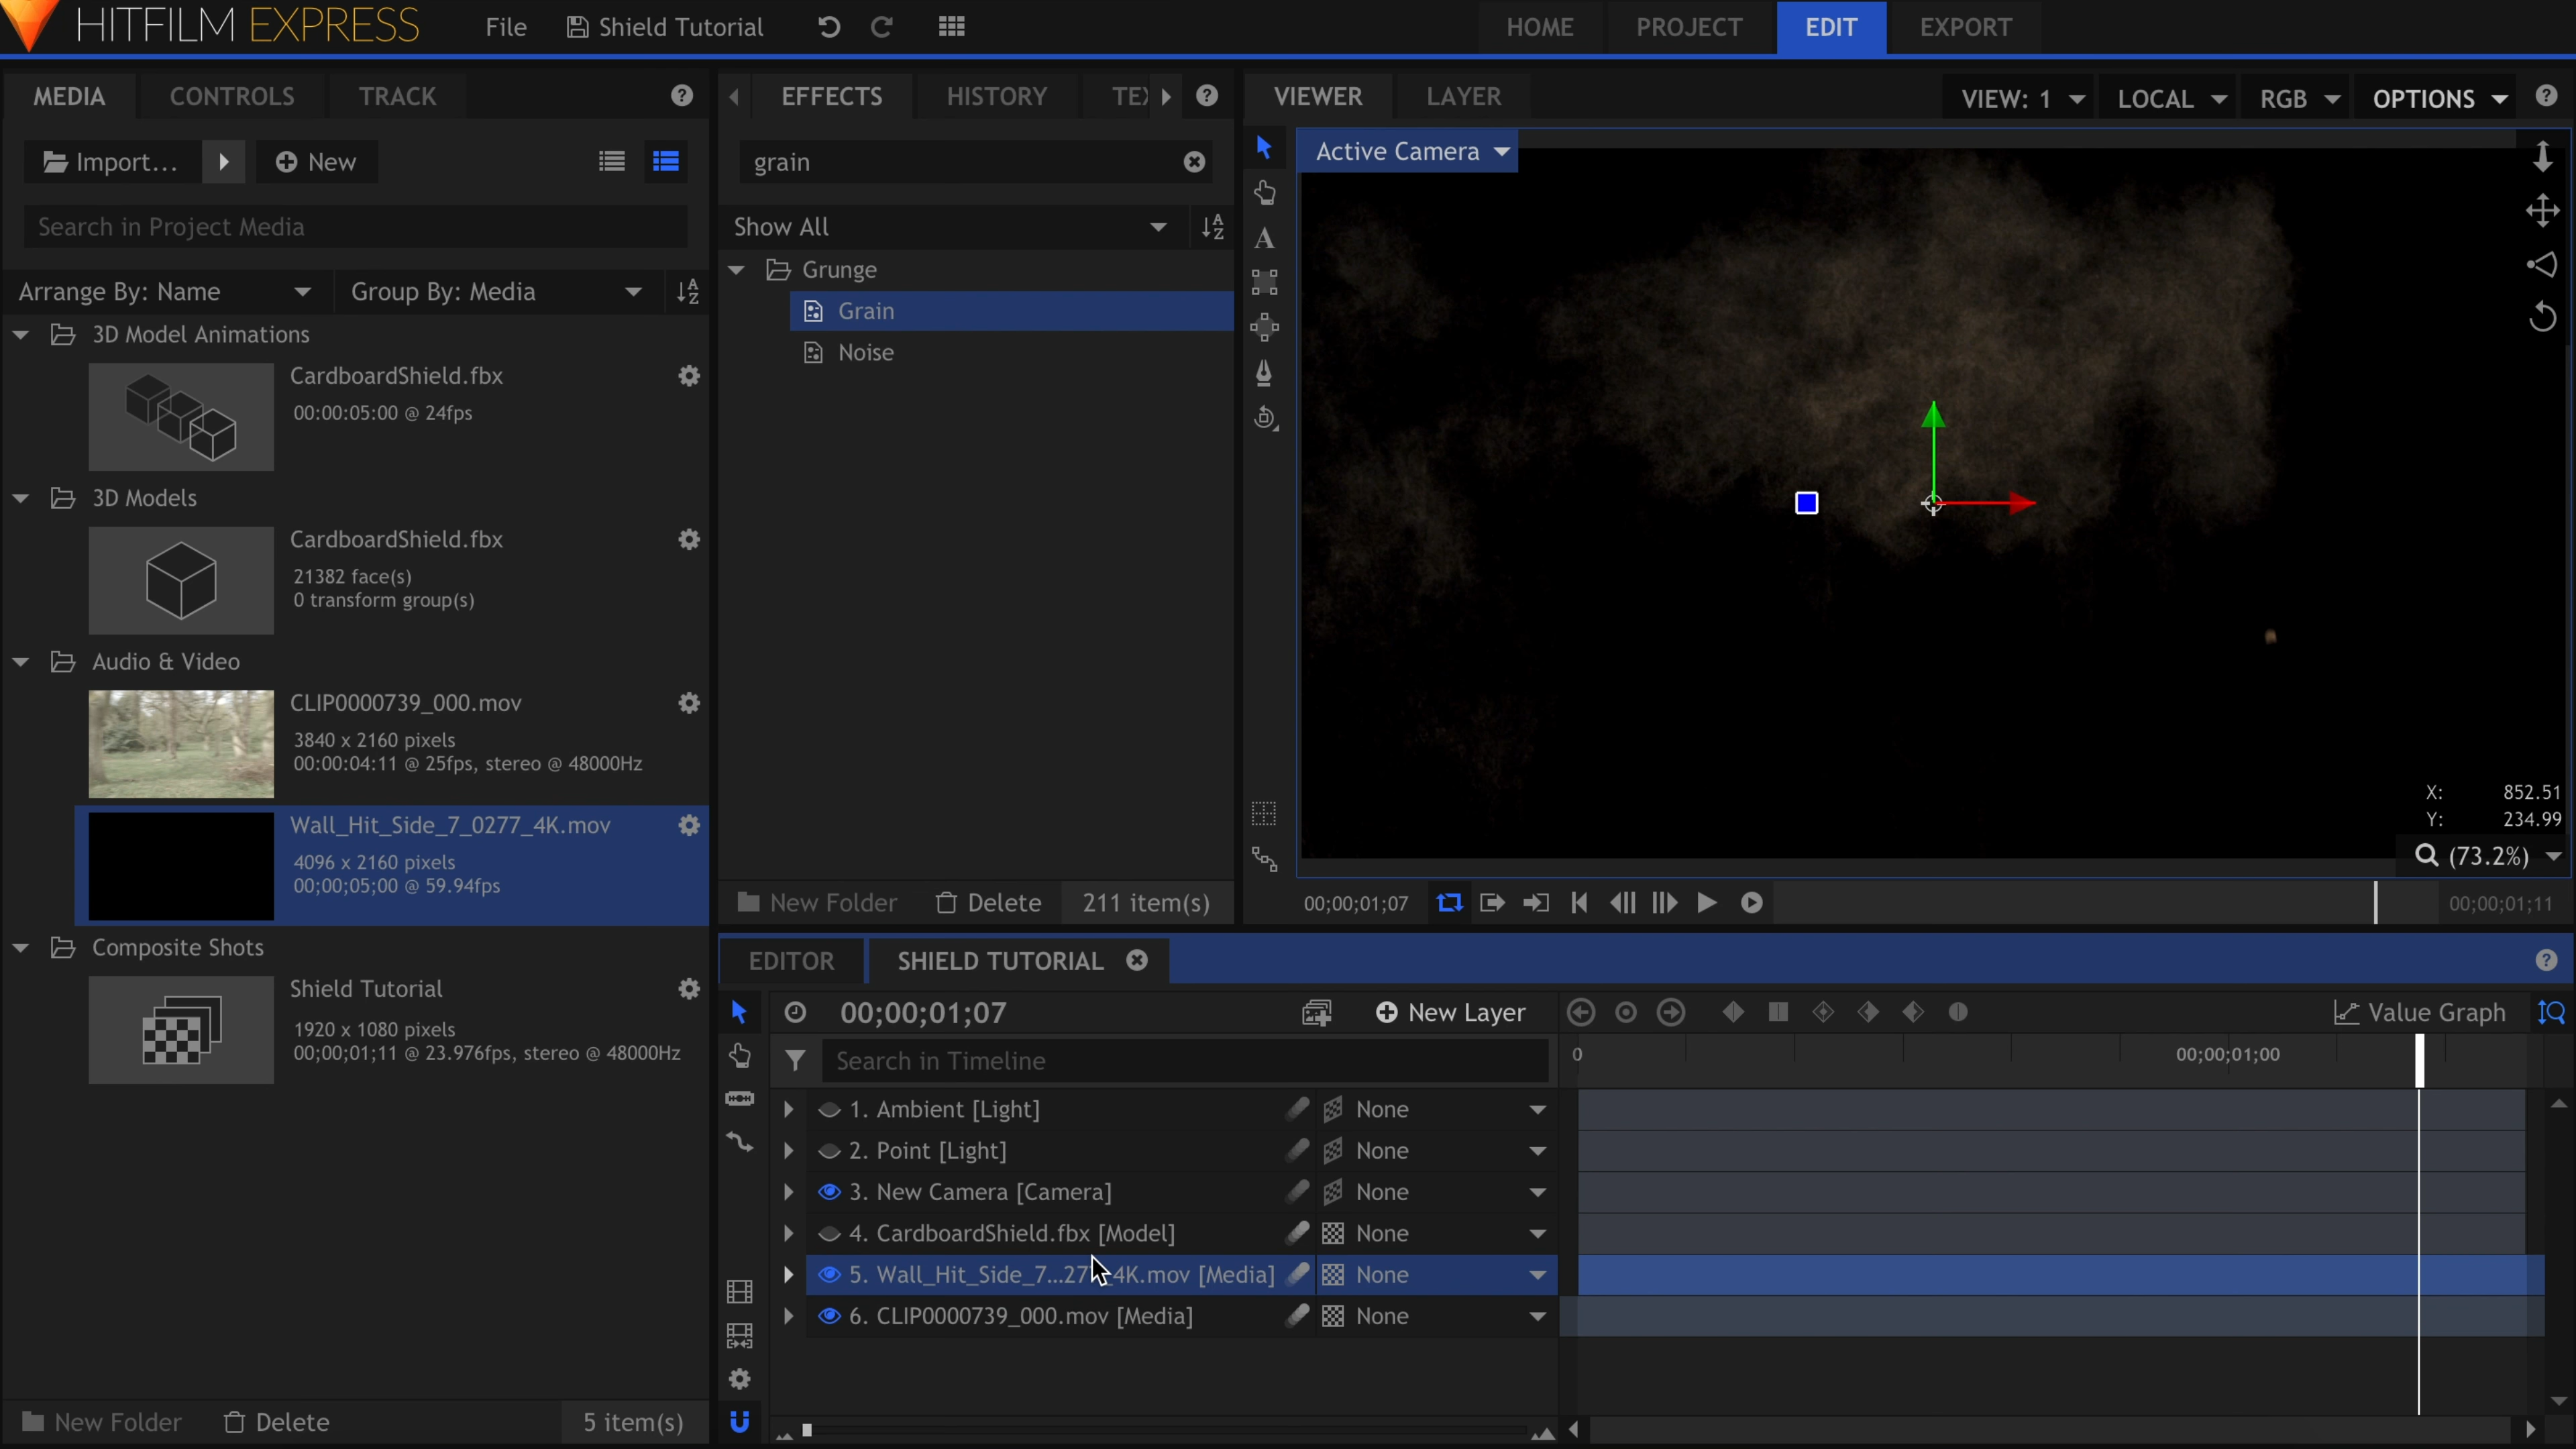 HITFILM EXPRESS
File
Shield Tutorial
HOME
PROJECT
EDIT
EXPORT
MEDIA
CONTROLS
TRACK
Import...
New
Search in Project Media
Arrange By: Name
Group By: Media
3D Model Animations
CardboardShield.fbx
00:00:05:00 @ 24fps
3D Models
CardboardShield.fbx
21382 face(s)
0 transform group(s)
Audio & Video
CLIP0000739_000.mov
3840 x 2160 pixels
00:00:04:11 @ 25fps, stereo @ 48000Hz
Wall_Hit_Side_7_0277_4K.mov
4096 x 2160 pixels
00;00;05;00 @ 59.94fps
Composite Shots
Shield Tutorial
1920 x 1080 pixels
00;00;01;11 @ 23.976fps, stereo @ 48000Hz
New Folder
Delete
5 item(s)
EFFECTS
HISTORY
grain
Show All
Grunge
Grain
Noise
New Folder
Delete
211 item(s)
VIEWER
LAYER
VIEW: 1
LOCAL
RGB
OPTIONS
Active Camera
X: 852.51
Y: 234.99
(73.2%)
00;00;01;07
00;00;01;11
EDITOR
SHIELD TUTORIAL
00;00;01;07
New Layer
Value Graph
Search in Timeline
0
00;00;01;00
1. Ambient [Light] None
2. Point [Light] None
3. New Camera [Camera] None
4. CardboardShield.fbx [Model] None
5. Wall_Hit_Side_7...27 _4K.mov [Media] None
6. CLIP0000739_000.mov [Media] None